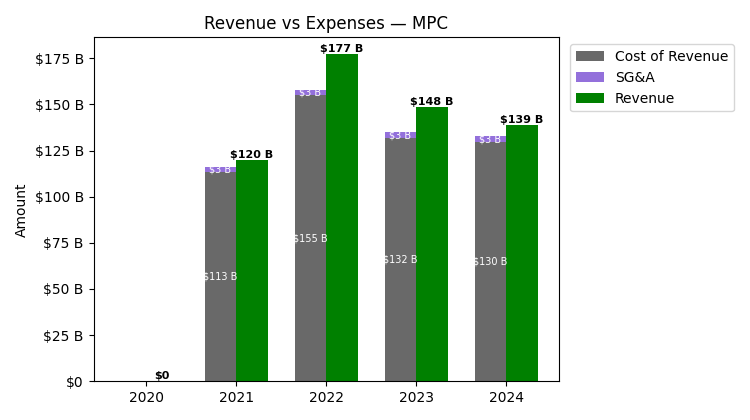 Revenue vs Expenses — MPC
Cost of Revenue
SG&A
Revenue
Amount
$175 B
$150 B
$125 B
$100 B
$75 B
$50 B
$25 B
$0
$0
$120 B
$3 B
$113 B
$177 B
$3 B
$155 B
$148 B
$3 B
$132 B
$139 B
$3 B
$130 B
2020 2021 2022 2023 2024